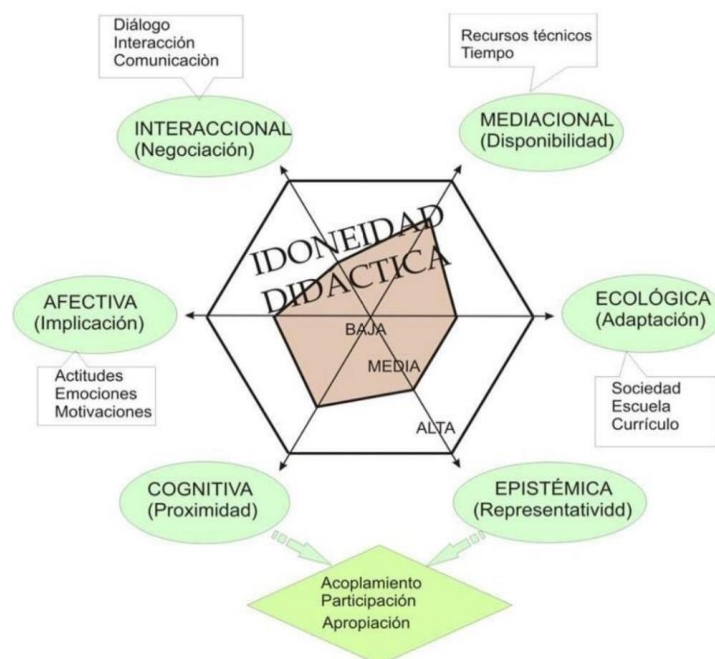 Diálogo
Interacción
Comunicaciòn
Recursos técnicos
Tiempo
INTERACCIONAL
(Negociación)
MEDIACIONAL
(Disponibilidad)
IDONEIDAD
DIDÁCTICA
AFECTIVA
(Implicación)
ECOLÓGICA
(Adaptación)
BAJA
MEDIA
ALTA
Actitudes
Emociones
Motivaciones
Sociedad
Escuela
Currículo
COGNITIVA
(Proximidad)
EPISTÉMICA
(Representatividd)
Acoplamiento
Participación
Apropiación